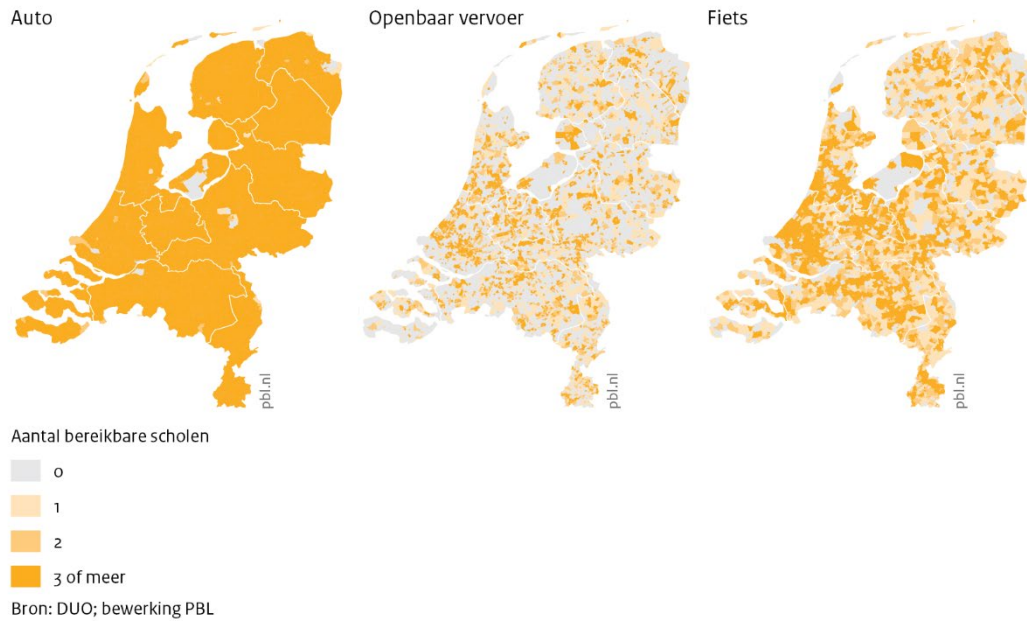 Auto
Openbaar vervoer
Fiets
pbl.nl
pbl.nl
pbl.nl
Aantal bereikbare scholen
0
1
2
3 of meer
Bron: DUO; bewerking PBL